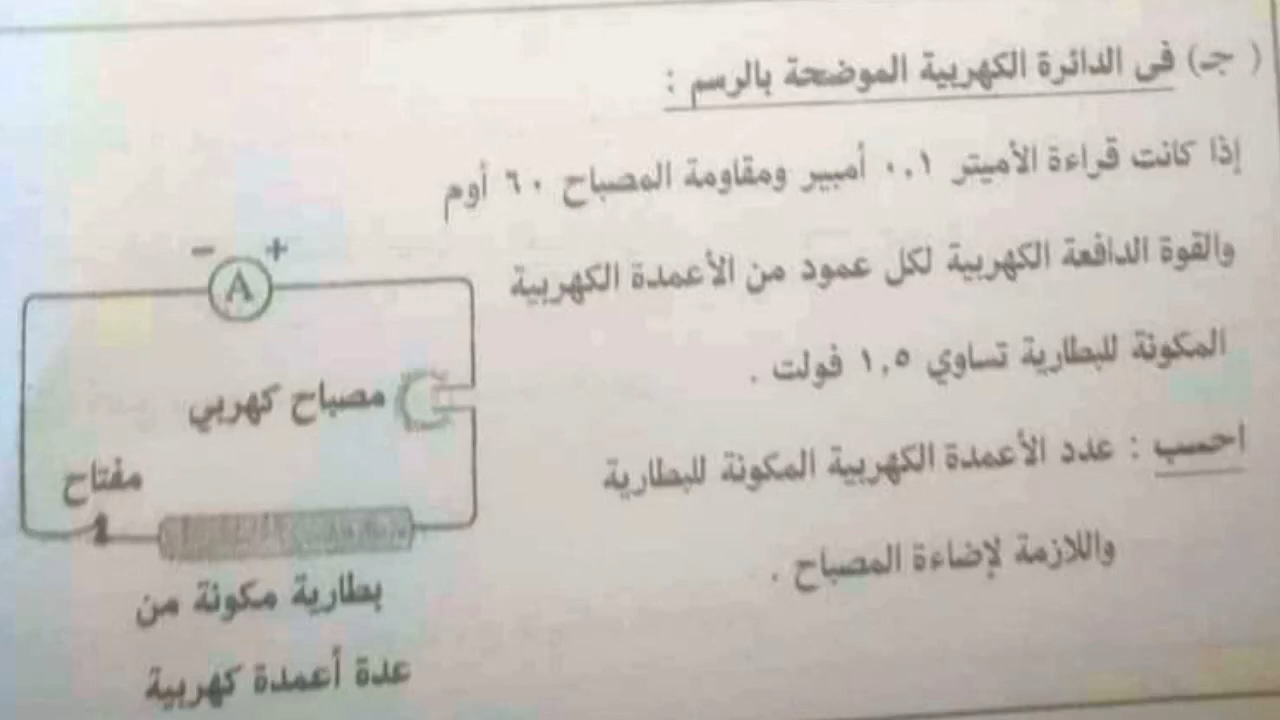 ( جـ) فى الدائرة الكهربية الموضحة بالرسم :
إذا كانت قراءة الأميتر ٠,١ أمبير ومقاومة المصباح ٦٠ أوم
والقوة الدافعة الكهربية لكل عمود من الأعمدة الكهربية
المكونة للبطارية تساوي ١,٥ فولت .
احسب : عدد الأعمدة الكهربية المكونة للبطارية
واللازمة لإضاءة المصباح .
− +
A
مصباح كهربي
مفتاح
بطارية مكونة من
عدة أعمدة كهربية